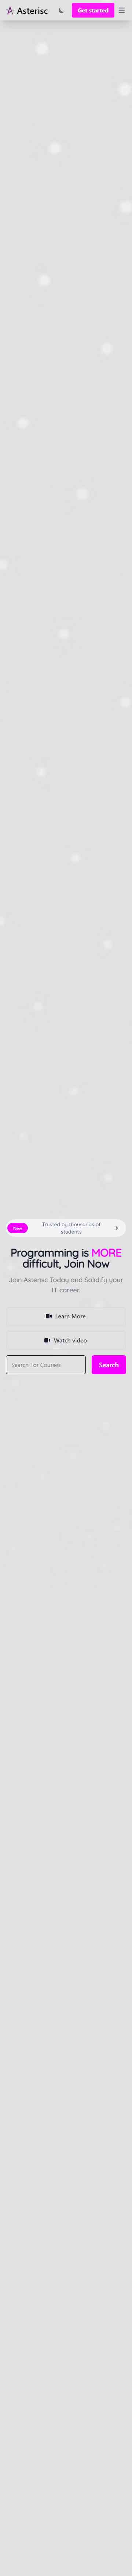 Asterisc
Get started
New
Trusted by thousands of
students
Programming is MORE
difficult, Join Now
Join Asterisc Today and Solidify your
IT career.
Learn More
Watch video
Search For Courses
Search